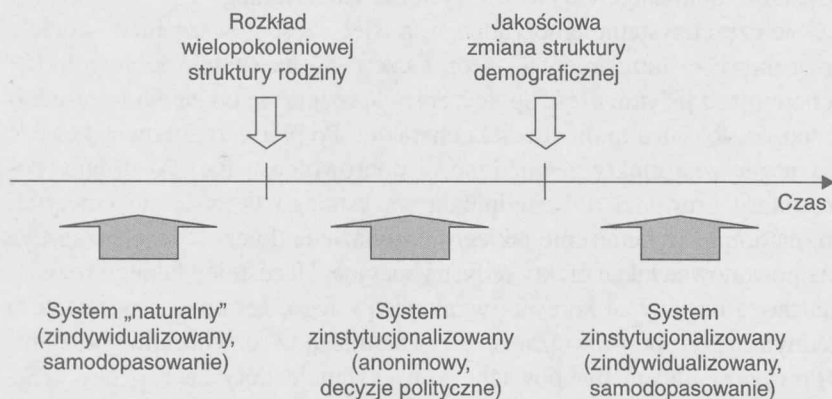 Rozkład
wielopokoleniowej
struktury rodziny
Jakościowa
zmiana struktury
demograficznej
Czas
System „naturalny”
(zindywidualizowany,
samodopasowanie)
System
zinstytucjonalizowany
(anonimowy,
decyzje polityczne)
System
zinstytucjonalizowany
(zindywidualizowany,
samodopasowanie)